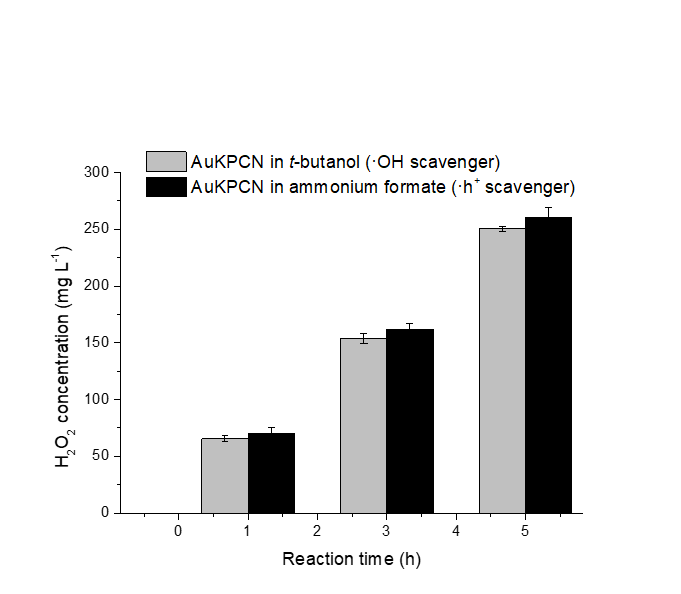 AuKPCN in t-butanol (·OH scavenger)
AuKPCN in ammonium formate (·h⁺ scavenger)
300
250
200
150
100
50
0
H₂O₂ concentration (mg L⁻¹)
0 1 2 3 4 5
Reaction time (h)